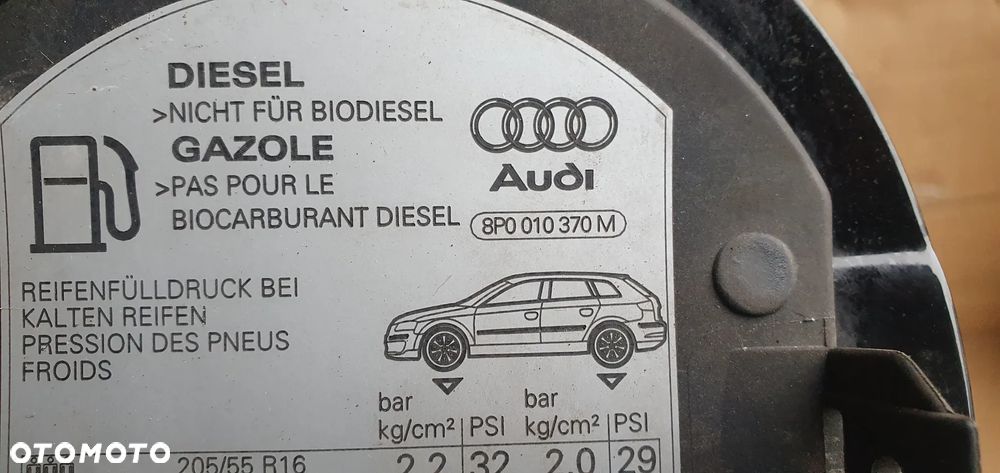 DIESEL
>NICHT FÜR BIODIESEL
GAZOLE
>PAS POUR LE
BIOCARBURANT DIESEL
Audi
8P0 010 370 M
REIFENFÜLLDRUCK BEI
KALTEN REIFEN
PRESSION DES PNEUS
FROIDS
bar kg/cm² PSI bar kg/cm² PSI
205/55 R16 2.2 32 2.0 29
OTOMOTO